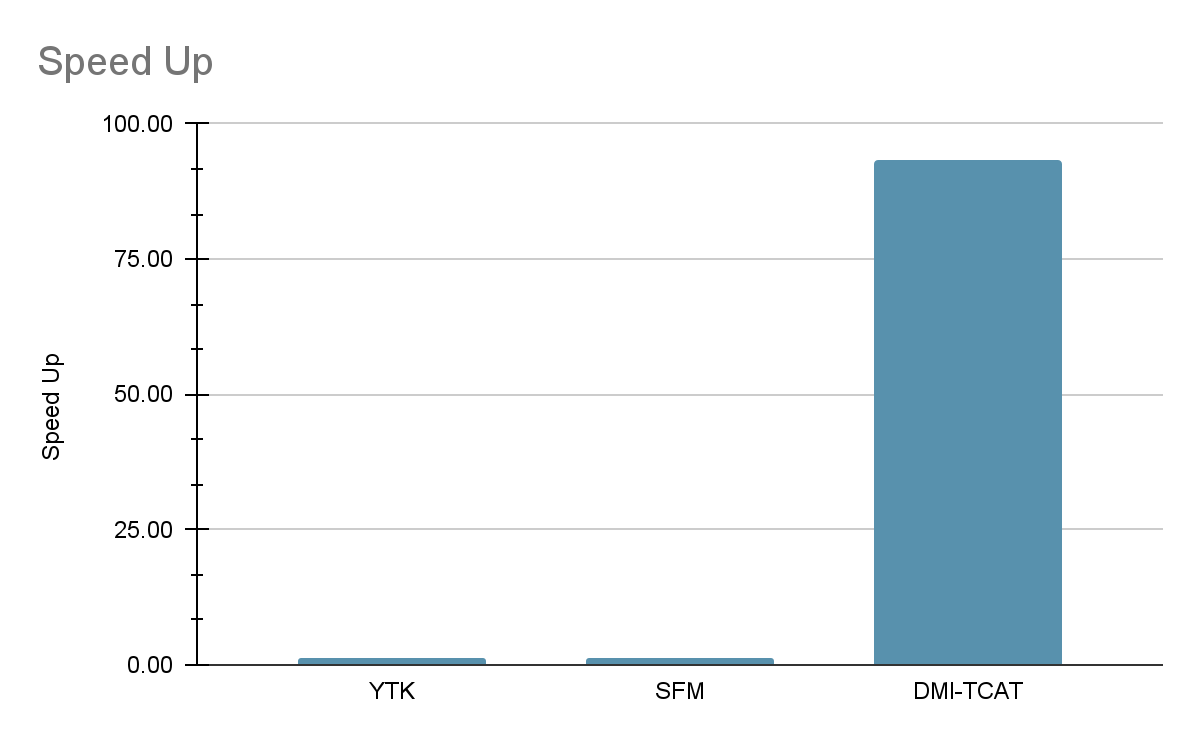 Speed Up
100.00
75.00
50.00
25.00
0.00
Speed Up
YTK SFM DMI-TCAT